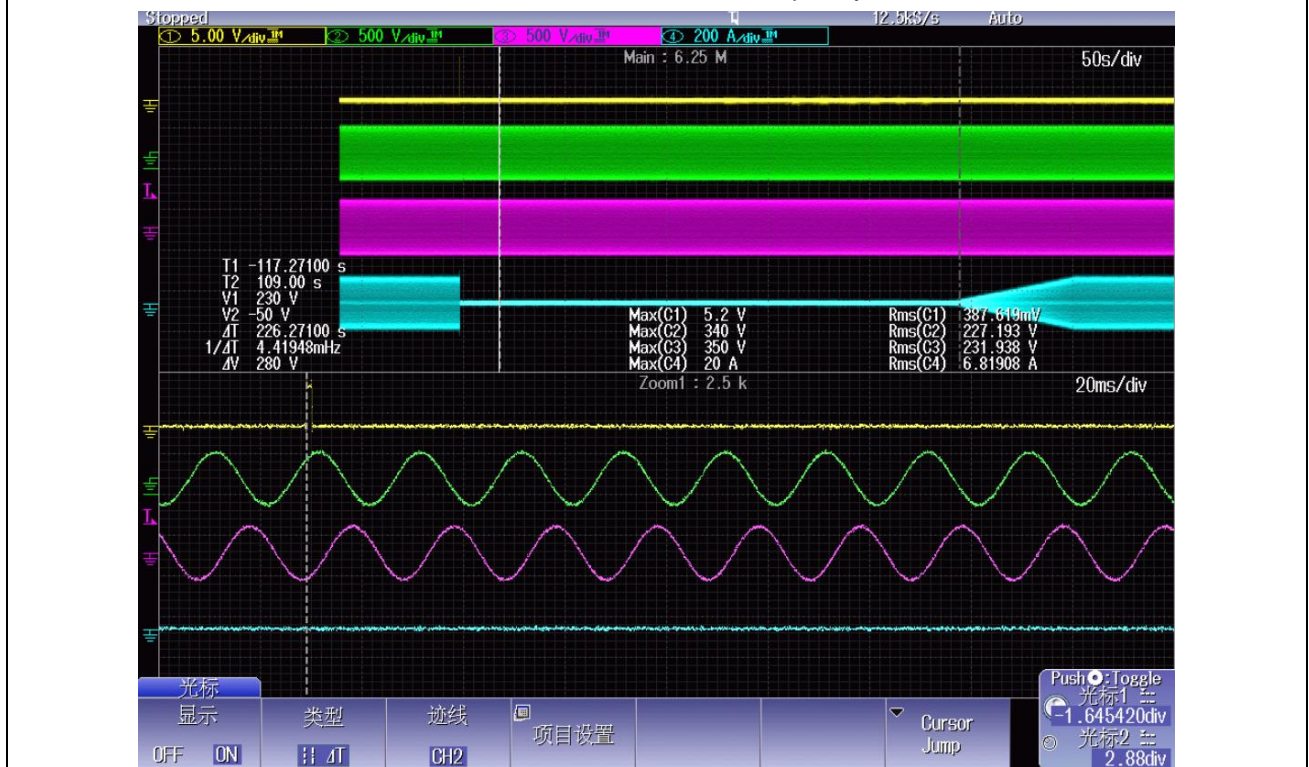 Stopped 12.5kS/s Auto
① 5.00 V/div 1M ② 500 V/div 1M ③ 500 V/div 1M ④ 200 A/div 1M
Main : 6.25 M 50s/div
T1 -117.27100 s
T2 109.00 s
V1 230 V
V2 -50 V
ΔT 226.27100 s
1/ΔT 4.41948mHz
ΔV 280 V
Max(C1) 5.2 V Rms(C1) 387.619mV
Max(C2) 340 V Rms(C2) 227.193 V
Max(C3) 350 V Rms(C3) 231.938 V
Max(C4) 20 A Rms(C4) 6.81908 A
Zoom1 : 2.5 k 20ms/div
光标
显示 类型 迹线 项目设置 Cursor Jump
OFF ON ΔT CH2
Push :Toggle
光标1
-1.645420div
光标2
2.88div